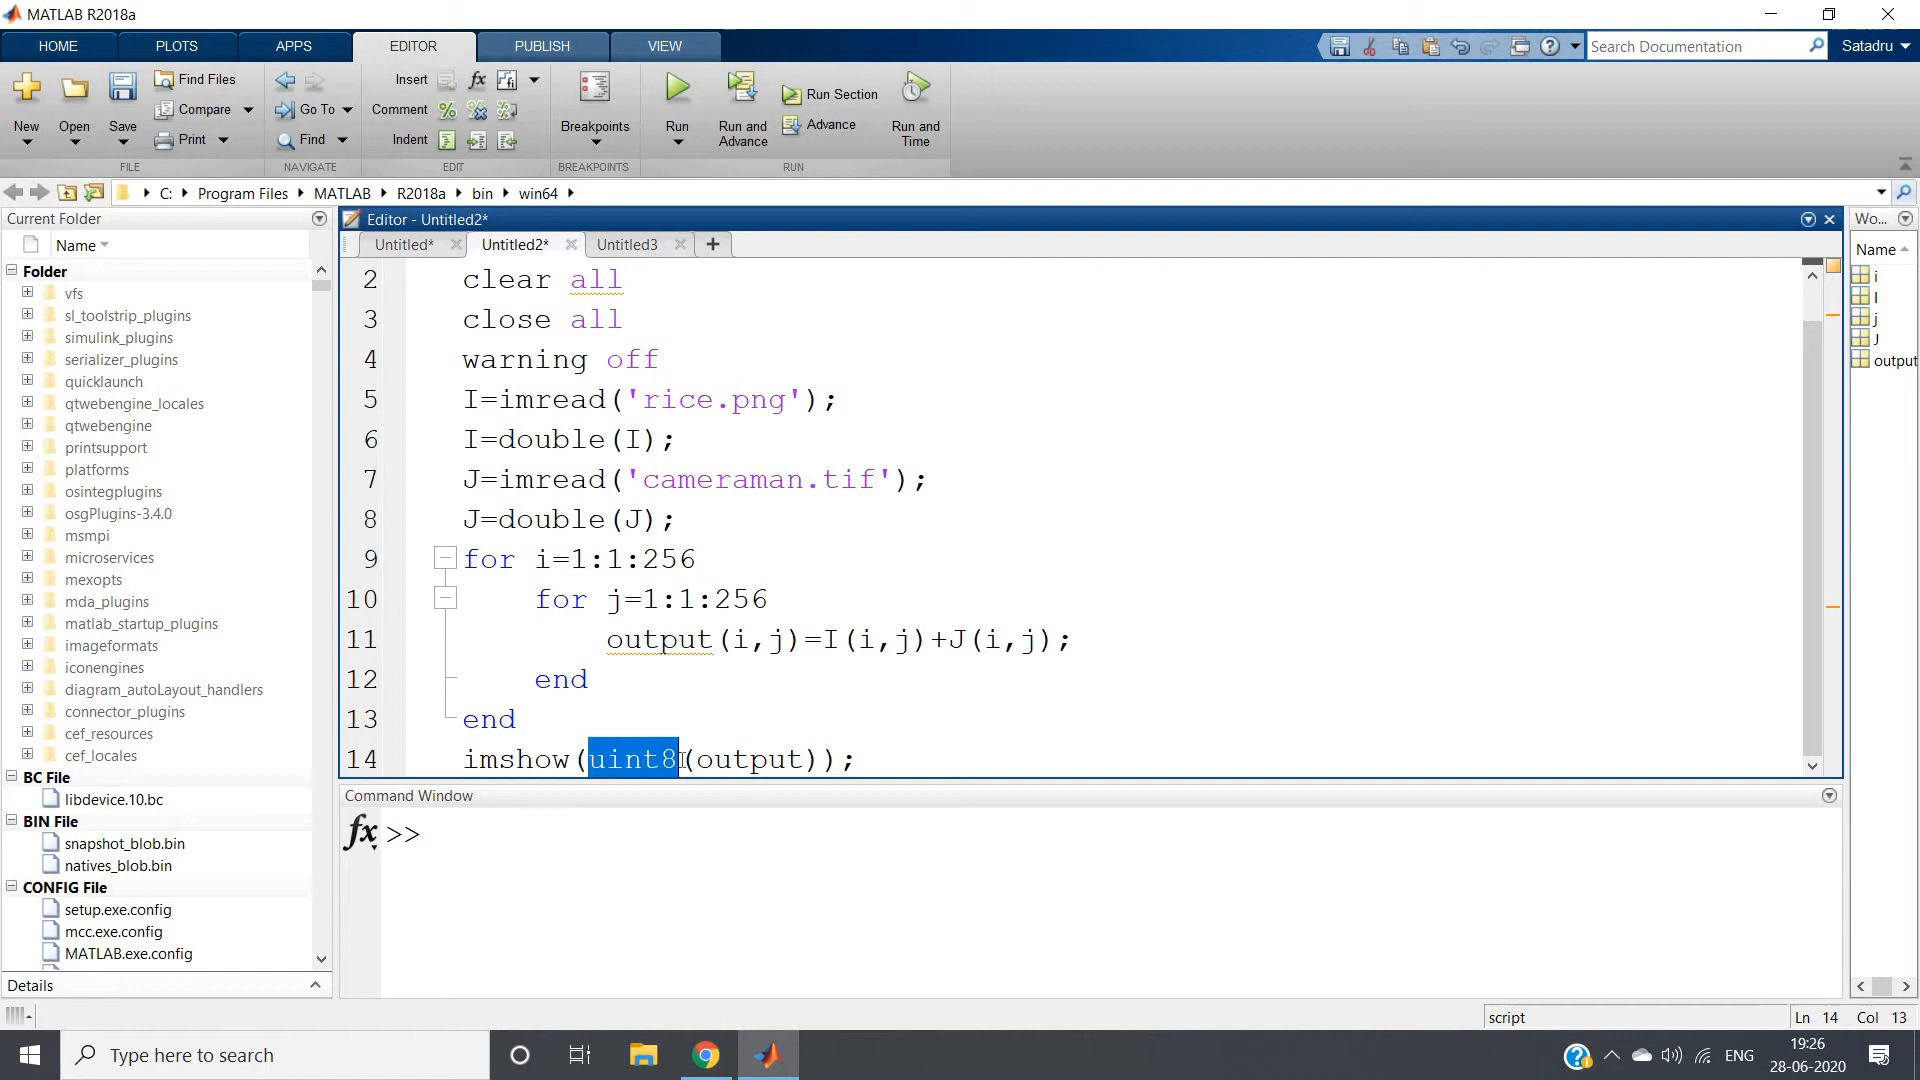 MATLAB R2018a
HOME PLOTS APPS EDITOR PUBLISH VIEW
Search Documentation
Satadru
New Open Save
Find Files
Compare
Print
Go To
Find
Insert
Comment
Indent
Breakpoints
Run
Run and Advance
Run Section
Advance
Run and Time
FILE NAVIGATE EDIT BREAKPOINTS RUN
C: Program Files MATLAB R2018a bin win64
Current Folder
Name
Folder
vfs
sl_toolstrip_plugins
simulink_plugins
serializer_plugins
quicklaunch
qtwebengine_locales
qtwebengine
printsupport
platforms
osintegplugins
osgPlugins-3.4.0
msmpi
microservices
mexopts
mda_plugins
matlab_startup_plugins
imageformats
iconengines
diagram_autoLayout_handlers
connector_plugins
cef_resources
cef_locales
BC File
libdevice.10.bc
BIN File
snapshot_blob.bin
natives_blob.bin
CONFIG File
setup.exe.config
mcc.exe.config
MATLAB.exe.config
Details
Editor - Untitled2*
Untitled* Untitled2* Untitled3
2 clear all
3 close all
4 warning off
5 I=imread('rice.png');
6 I=double(I);
7 J=imread('cameraman.tif');
8 J=double(J);
9 for i=1:1:256
10 for j=1:1:256
11 output(i,j)=I(i,j)+J(i,j);
12 end
13 end
14 imshow(uint8(output));
Command Window
fx >>
Wo...
Name
i
I
j
J
output
script
Ln 14 Col 13
Type here to search
ENG
19:26
28-06-2020